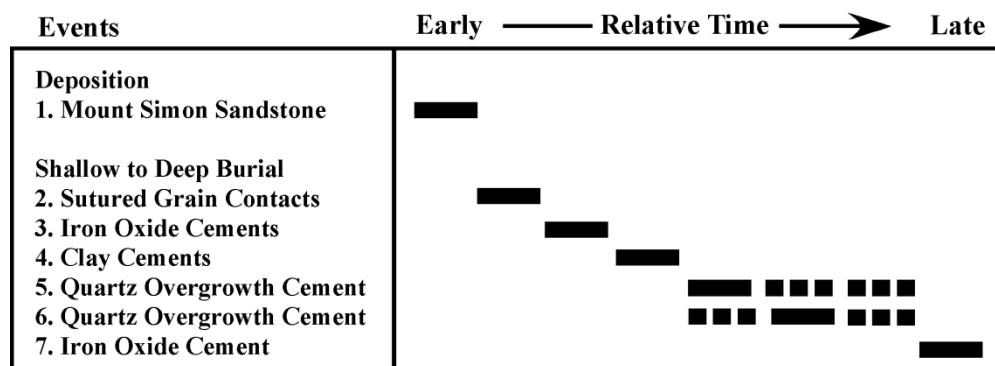 Events Early Relative Time Late
Deposition
1. Mount Simon Sandstone
Shallow to Deep Burial
2. Sutured Grain Contacts
3. Iron Oxide Cements
4. Clay Cements
5. Quartz Overgrowth Cement
6. Quartz Overgrowth Cement
7. Iron Oxide Cement